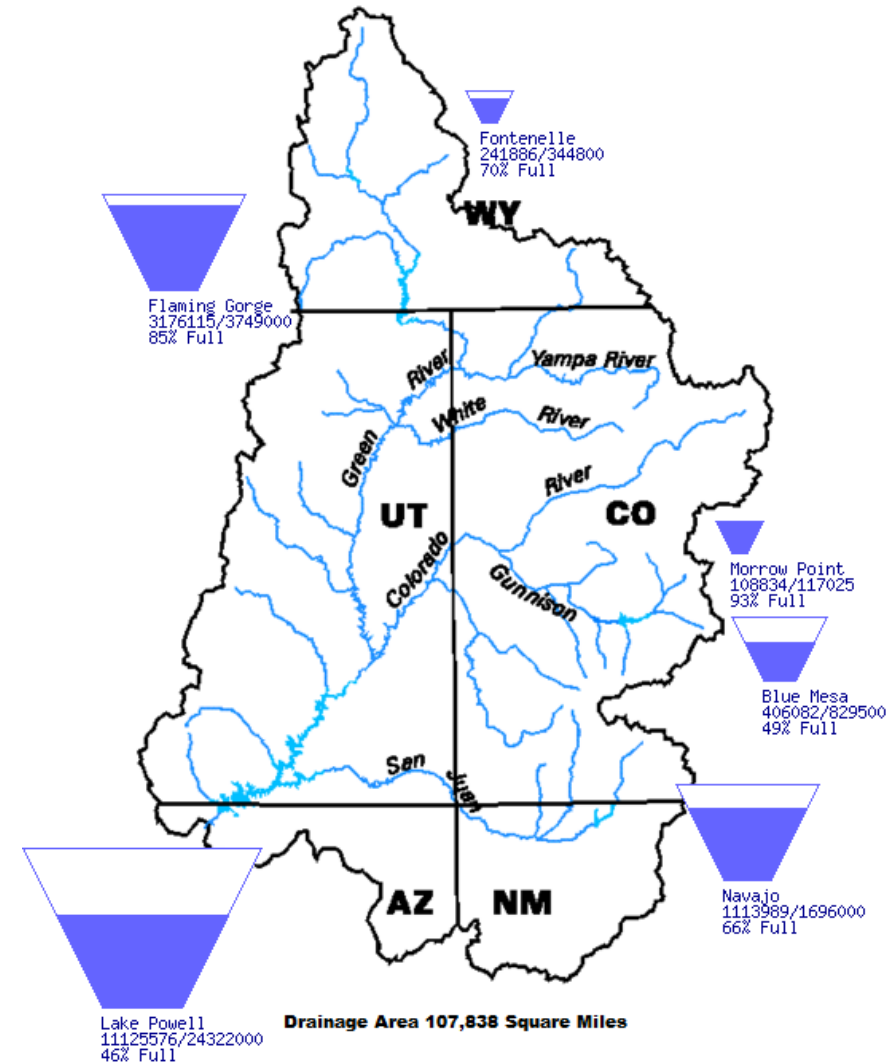 Fontenelle
241886/344800
70% Full
WY
Flaming Gorge
3176115/3749000
85% Full
River
Yampa River
White
River
Green
River
UT
CO
Colorado
Gunnison
Morrow Point
108834/117025
93% Full
Blue Mesa
406082/829500
49% Full
San
Juan
AZ
NM
Navajo
1113989/1696000
66% Full
Lake Powell
11125576/24322000
46% Full
Drainage Area 107,838 Square Miles